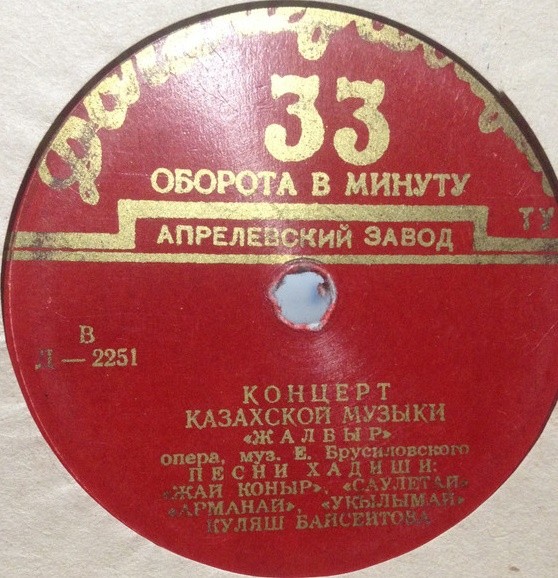 Долгоиграющая
33
ОБОРОТА В МИНУТУ
ТУ
АПРЕЛЕВСКИЙ ЗАВОД
В
Д — 2251
КОНЦЕРТ
КАЗАХСКОЙ МУЗЫКИ
«ЖАЛБЫР»
опера, муз. Е. Брусиловского
ПЕСНИ ХАДИШИ:
«ЖАЙ КОНЫР», «САУЛЕТАЙ»
«АРМАНАЙ», «УКЫЛЫМАЙ»
КУЛЯШ БАЙСЕИТОВА